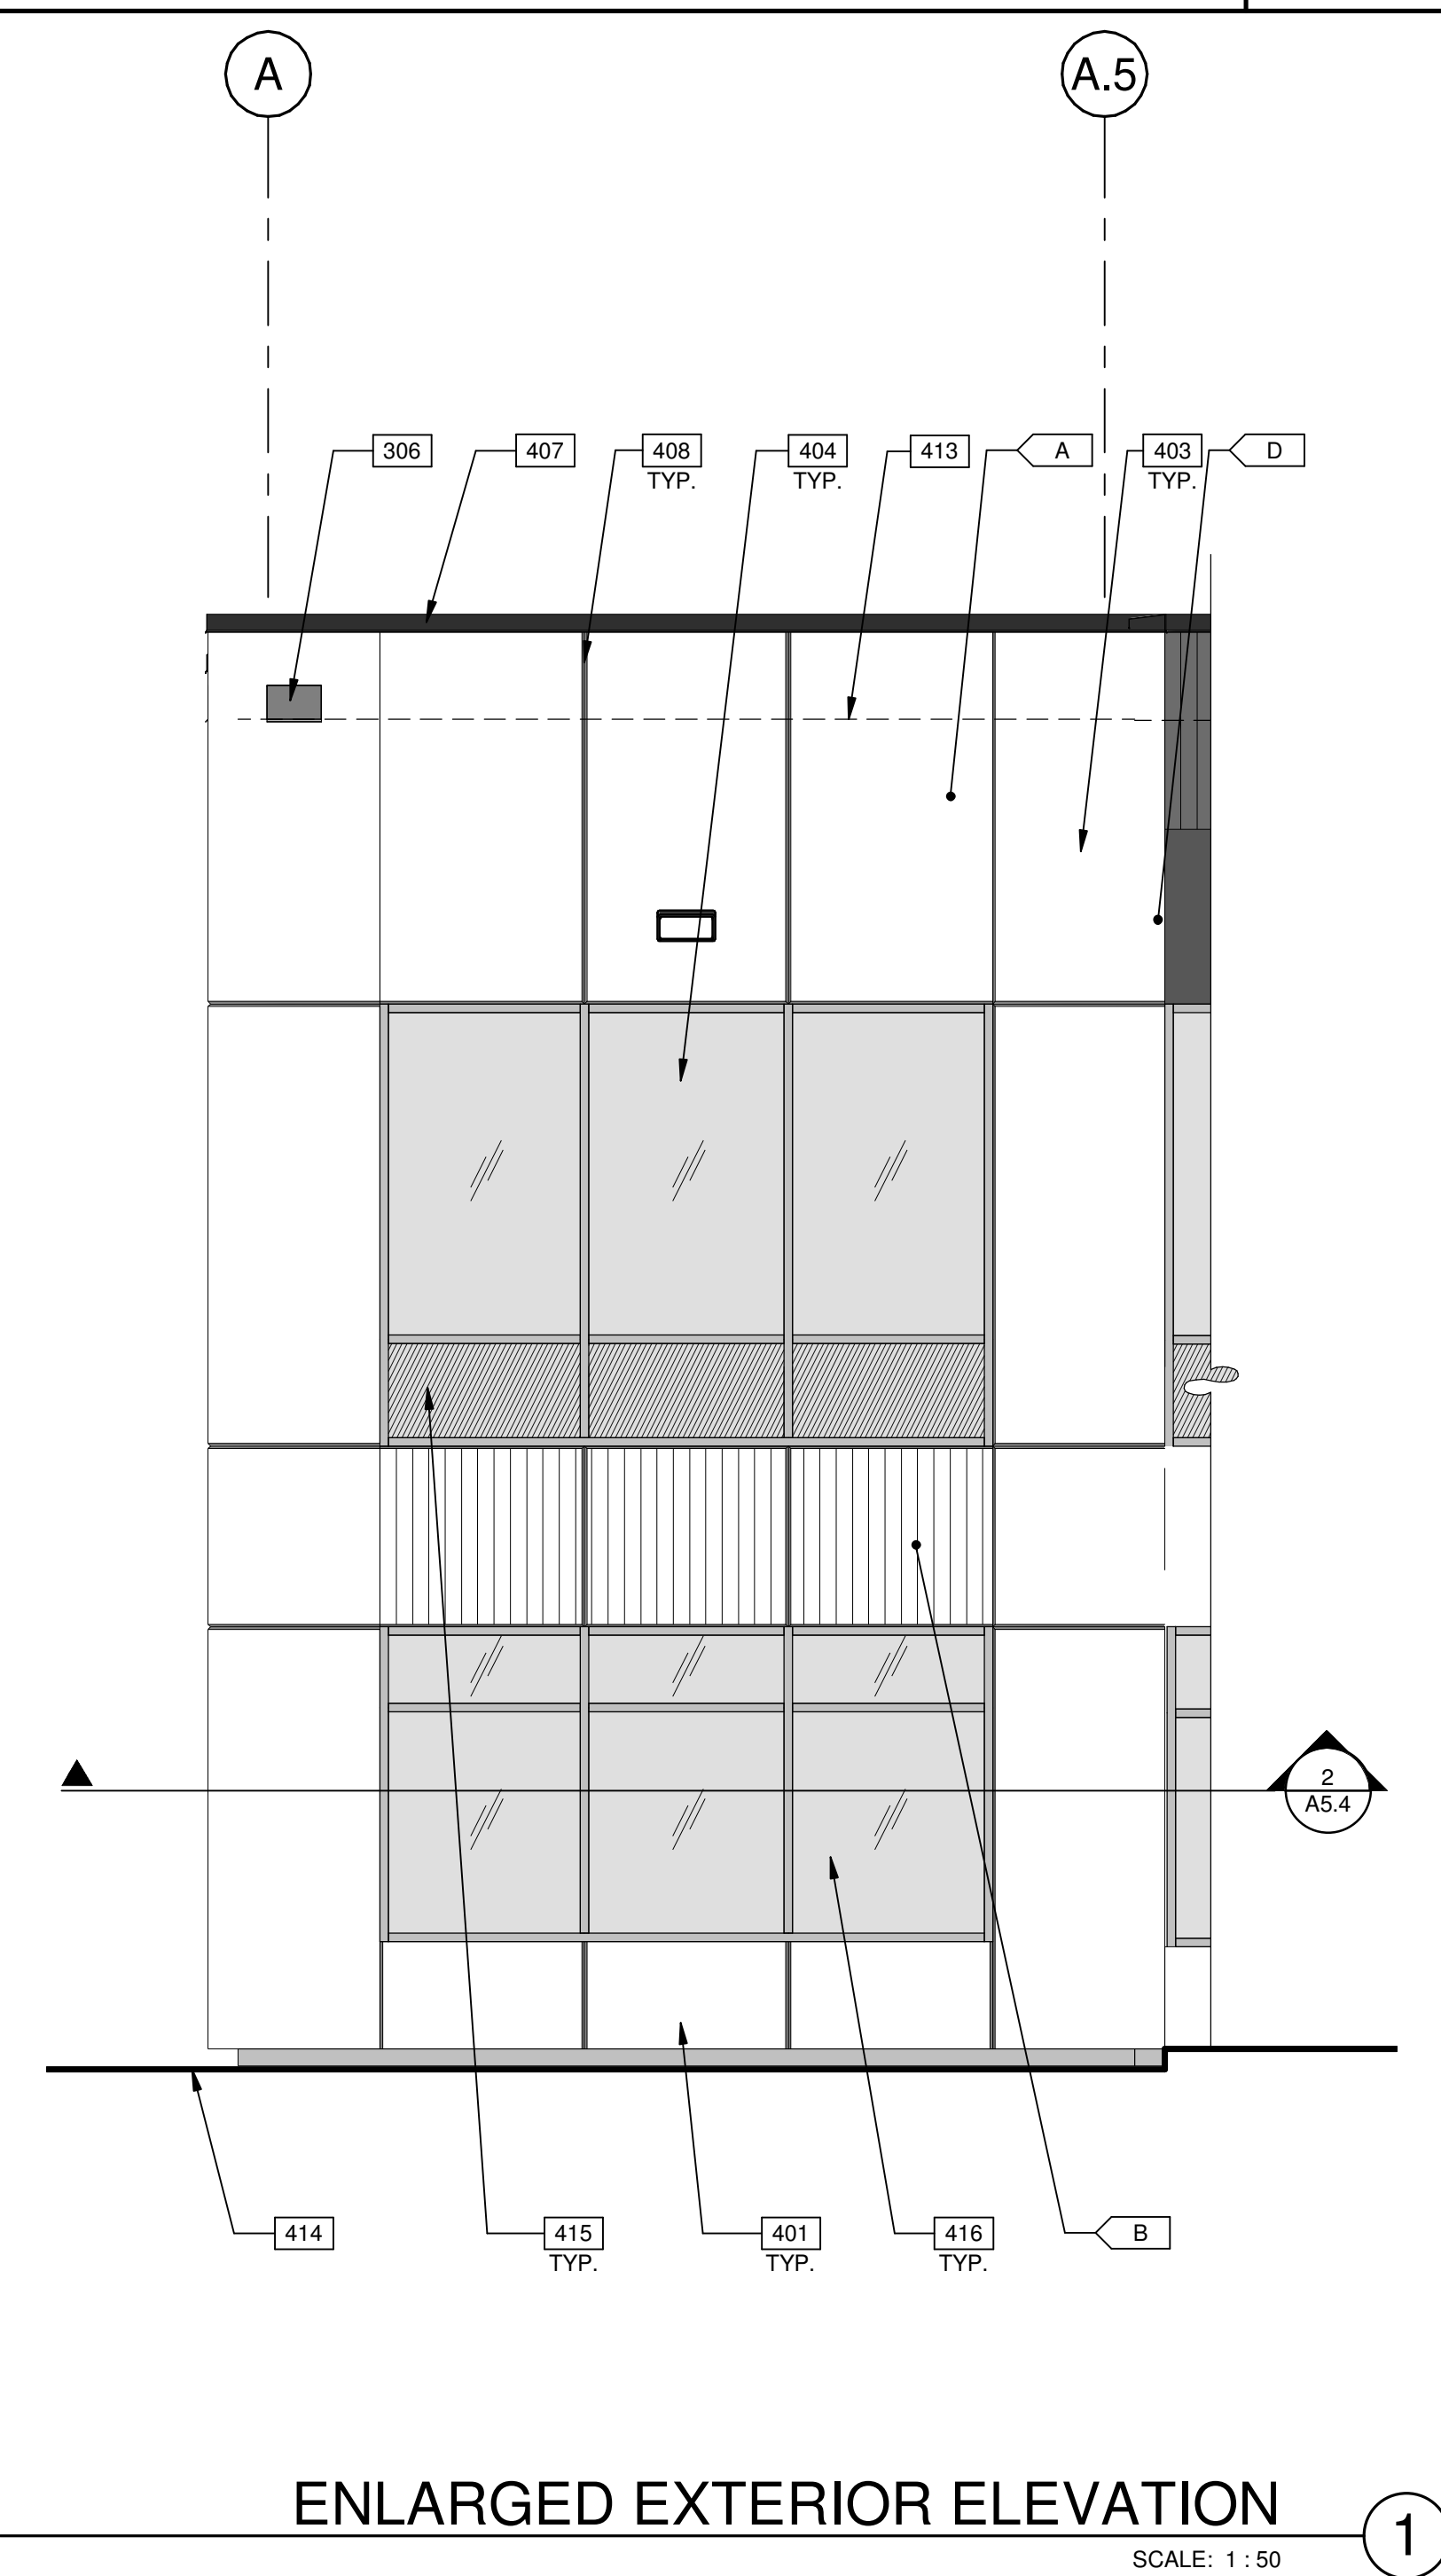 A
A.5
306
407
408
TYP.
404
TYP.
413
A
403
TYP.
D
2
A5.4
414
415
TYP.
401
TYP.
416
TYP.
B
ENLARGED EXTERIOR ELEVATION
1
SCALE: 1 : 50